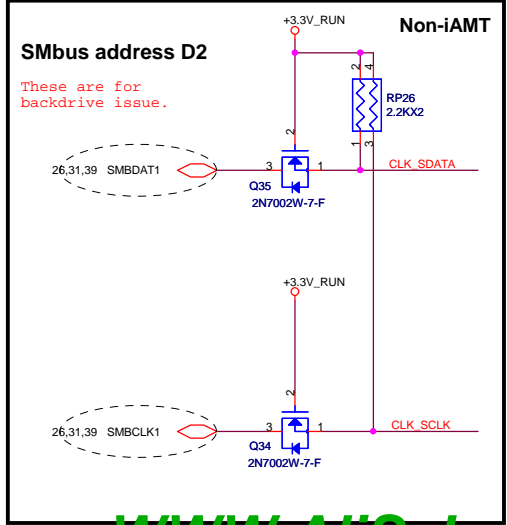 +3.3V_RUN
Non-iAMT
SMbus address D2
These are for
backdrive issue.
2
4
RP26
2.2KX2
2
1
3
26,31,39 SMBDAT1
3
1
CLK_SDATA
Q35
2N7002W-7-F
+3.3V_RUN
2
26,31,39 SMBCLK1
3
1
CLK_SCLK
Q34
2N7002W-7-F